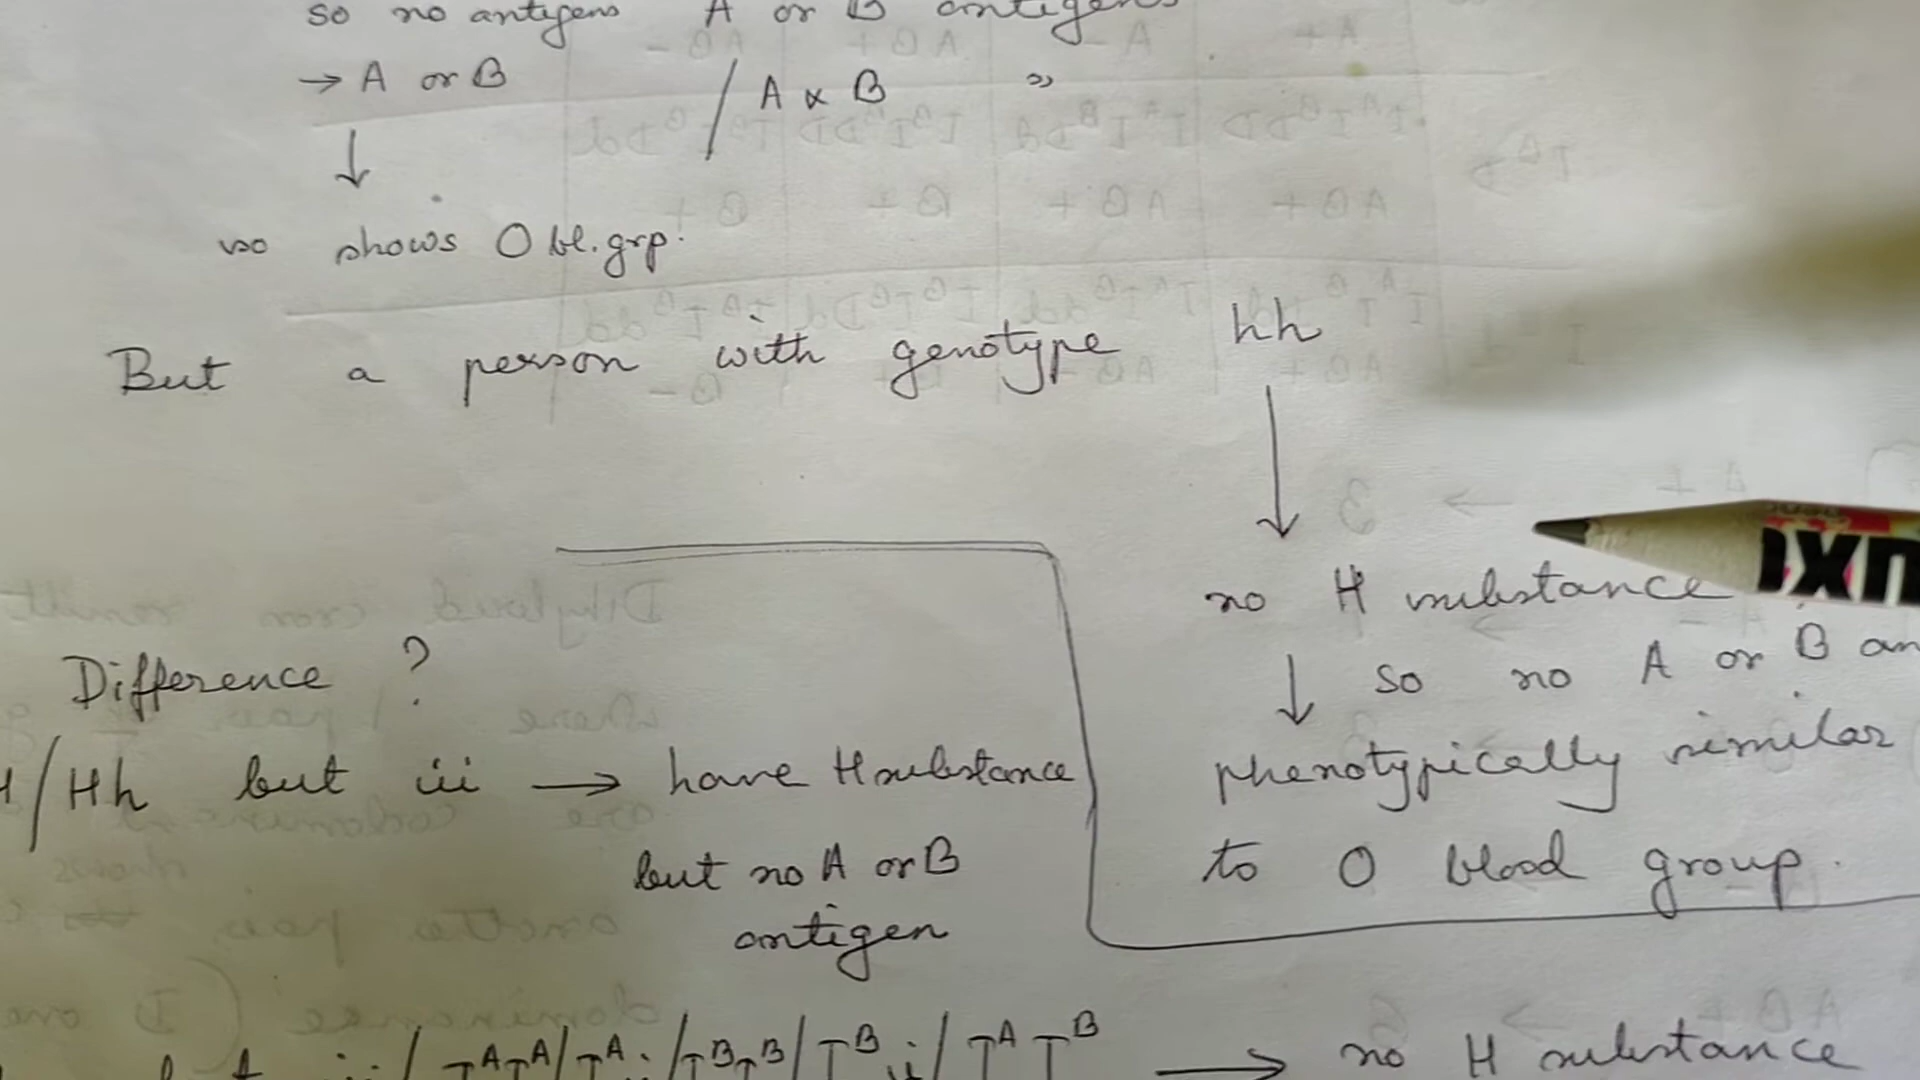 so no antigens A or B antigens
→ A or B / A & B "
↓
so shows O bl.grp.
But a person with genotype hh
↓
no H substance
↓ so no A or B an
phenotypically similar
to O blood group.
Difference ?
H/Hh but ii → have H substance
but no A or B
antigen
ii / I^A I^A / I^A i / I^B I^B / I^B i / I^A I^B → no H substance